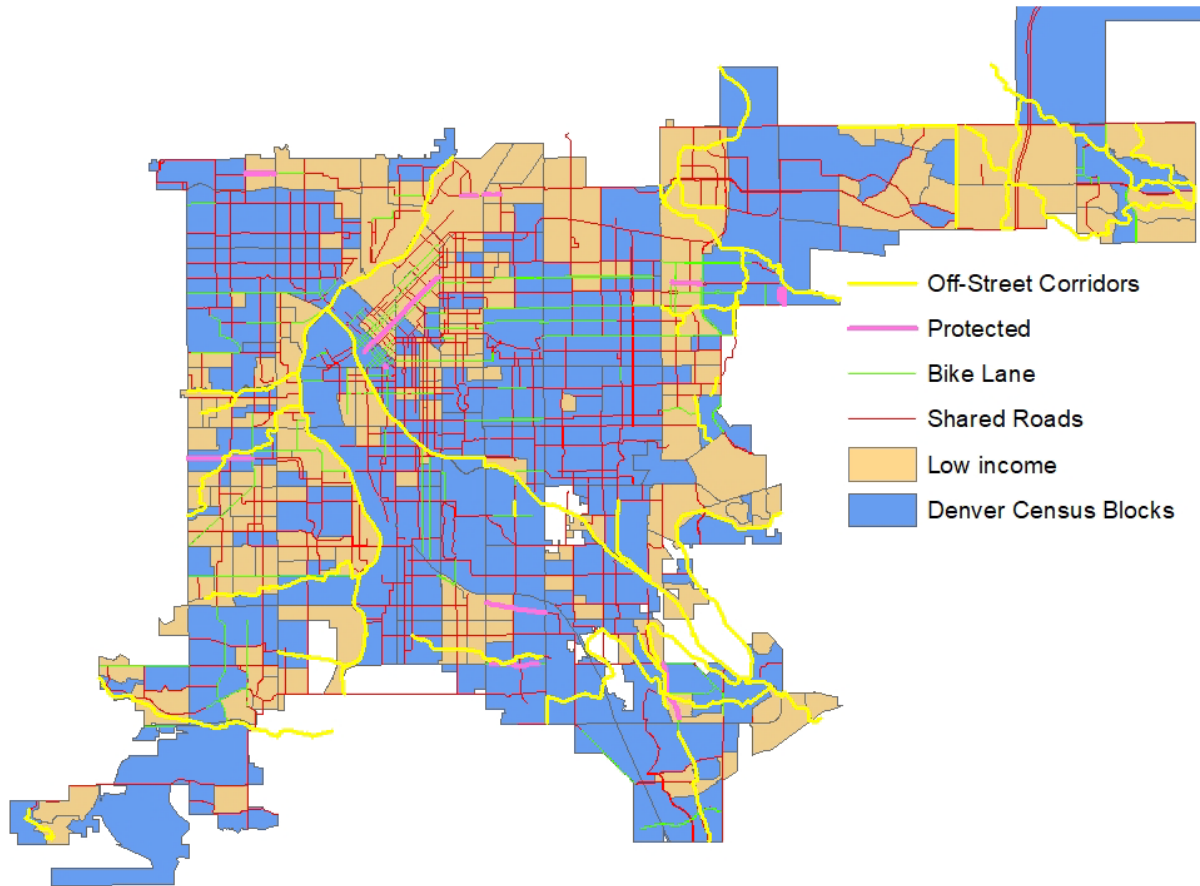 Off-Street Corridors
Protected
Bike Lane
Shared Roads
Low income
Denver Census Blocks